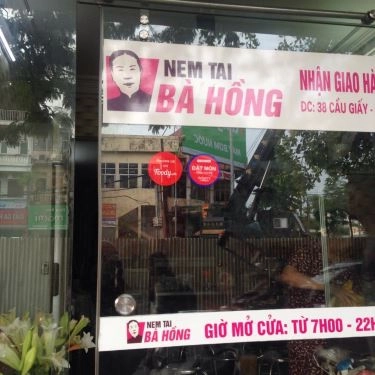 NEM TAI
BÀ HỒNG
NHẬN GIAO HÀ
DC: 38 CẦU GIẤY -
Foody.vn
ĐẶT MÓN
NEM TAI
BÀ HỒNG
GIỜ MỞ CỬA: TỪ 7H00 - 22H